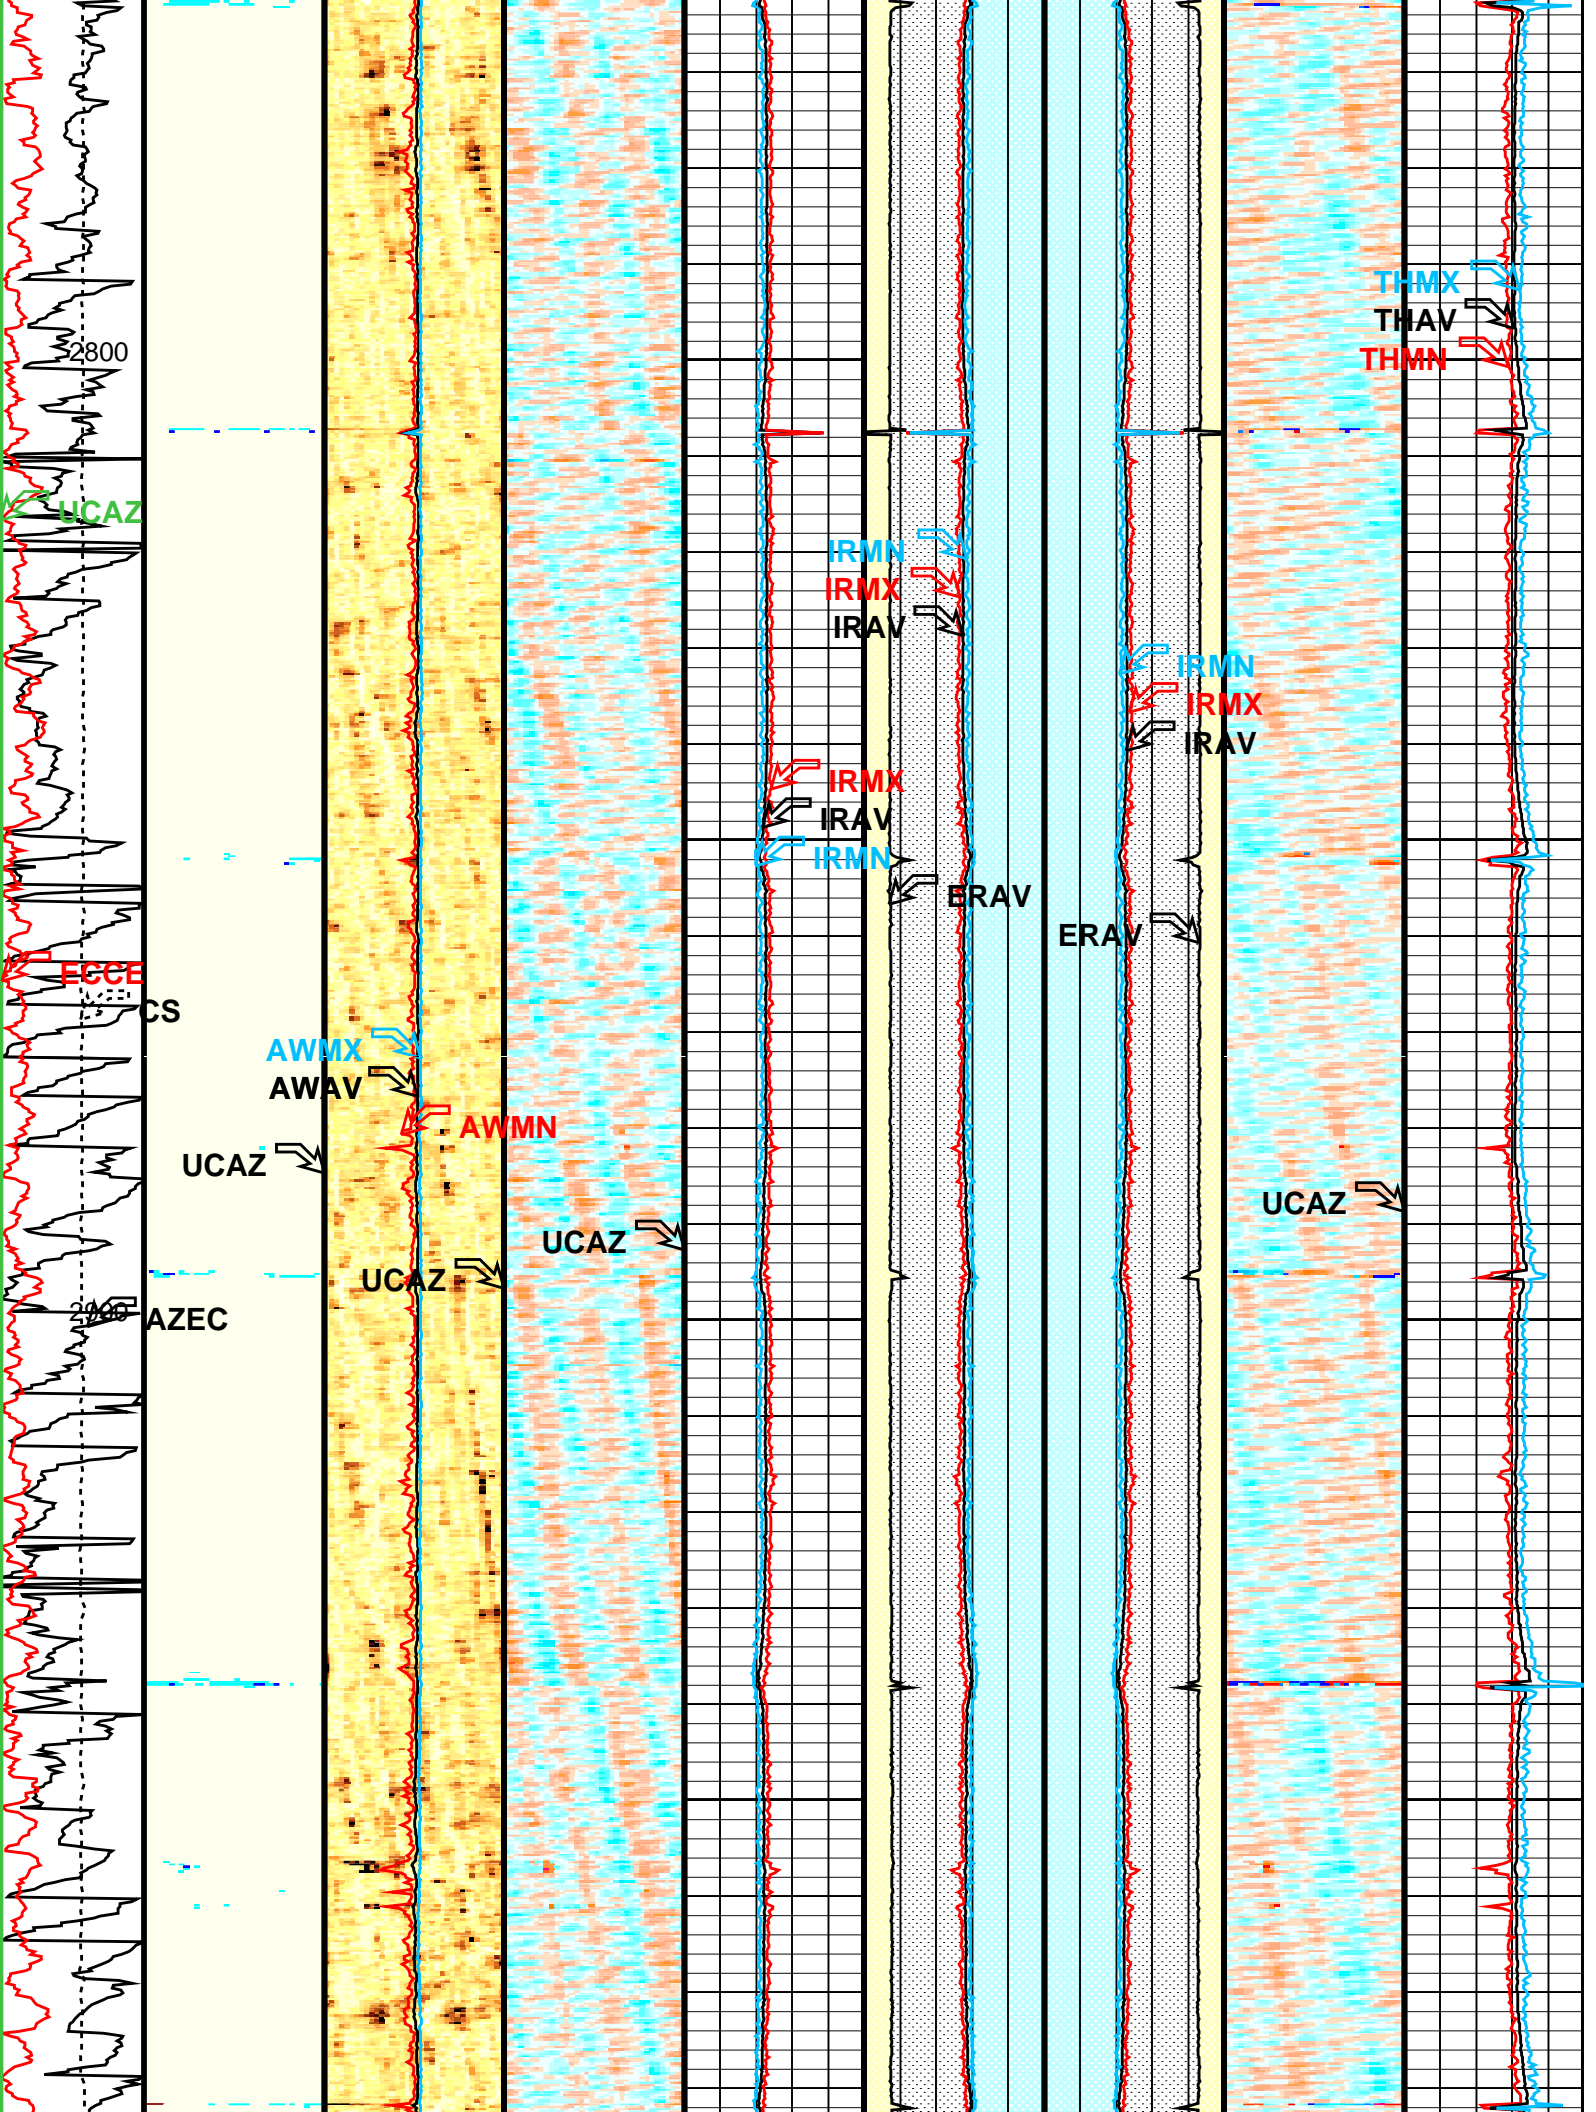 THMX
THAV
THMN
2800
UCAZ
IRMN
IRMX
IRAV
IRMN
IRMX
IRAV
IRMX
IRAV
IRMN
ERAV
ERAV
ECCE
CS
AWMX
AWAV
AWMN
UCAZ
UCAZ
UCAZ
UCAZ
2900
AZEC